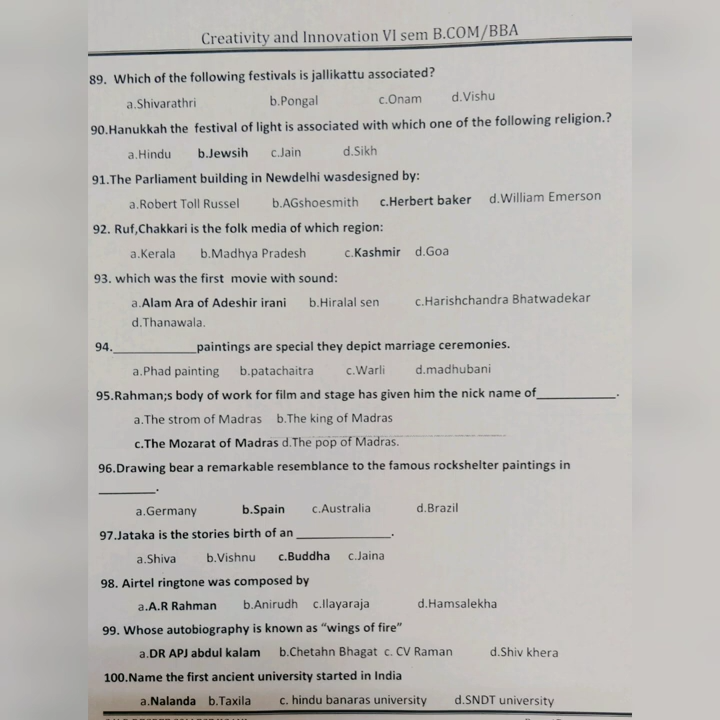 Creativity and Innovation VI sem B.COM/BBA
89. Which of the following festivals is jallikattu associated?
a.Shivarathri b.Pongal c.Onam d.Vishu
90.Hanukkah the festival of light is associated with which one of the following religion.?
a.Hindu b.Jewsih c.Jain d.Sikh
91.The Parliament building in Newdelhi wasdesigned by:
a.Robert Toll Russel b.AGshoesmith c.Herbert baker d.William Emerson
92. Ruf,Chakkari is the folk media of which region:
a.Kerala b.Madhya Pradesh c.Kashmir d.Goa
93. which was the first movie with sound:
a.Alam Ara of Adeshir irani b.Hiralal sen c.Harishchandra Bhatwadekar
d.Thanawala.
94.____________paintings are special they depict marriage ceremonies.
a.Phad painting b.patachaitra c.Warli d.madhubani
95.Rahman;s body of work for film and stage has given him the nick name of____________.
a.The strom of Madras b.The king of Madras
c.The Mozarat of Madras d.The pop of Madras.
96.Drawing bear a remarkable resemblance to the famous rockshelter paintings in
________.
a.Germany b.Spain c.Australia d.Brazil
97.Jataka is the stories birth of an _____________.
a.Shiva b.Vishnu c.Buddha c.Jaina
98. Airtel ringtone was composed by
a.A.R Rahman b.Anirudh c.Ilayaraja d.Hamsalekha
99. Whose autobiography is known as “wings of fire”
a.DR APJ abdul kalam b.Chetahn Bhagat c. CV Raman d.Shiv khera
100.Name the first ancient university started in India
a.Nalanda b.Taxila c. hindu banaras university d.SNDT university